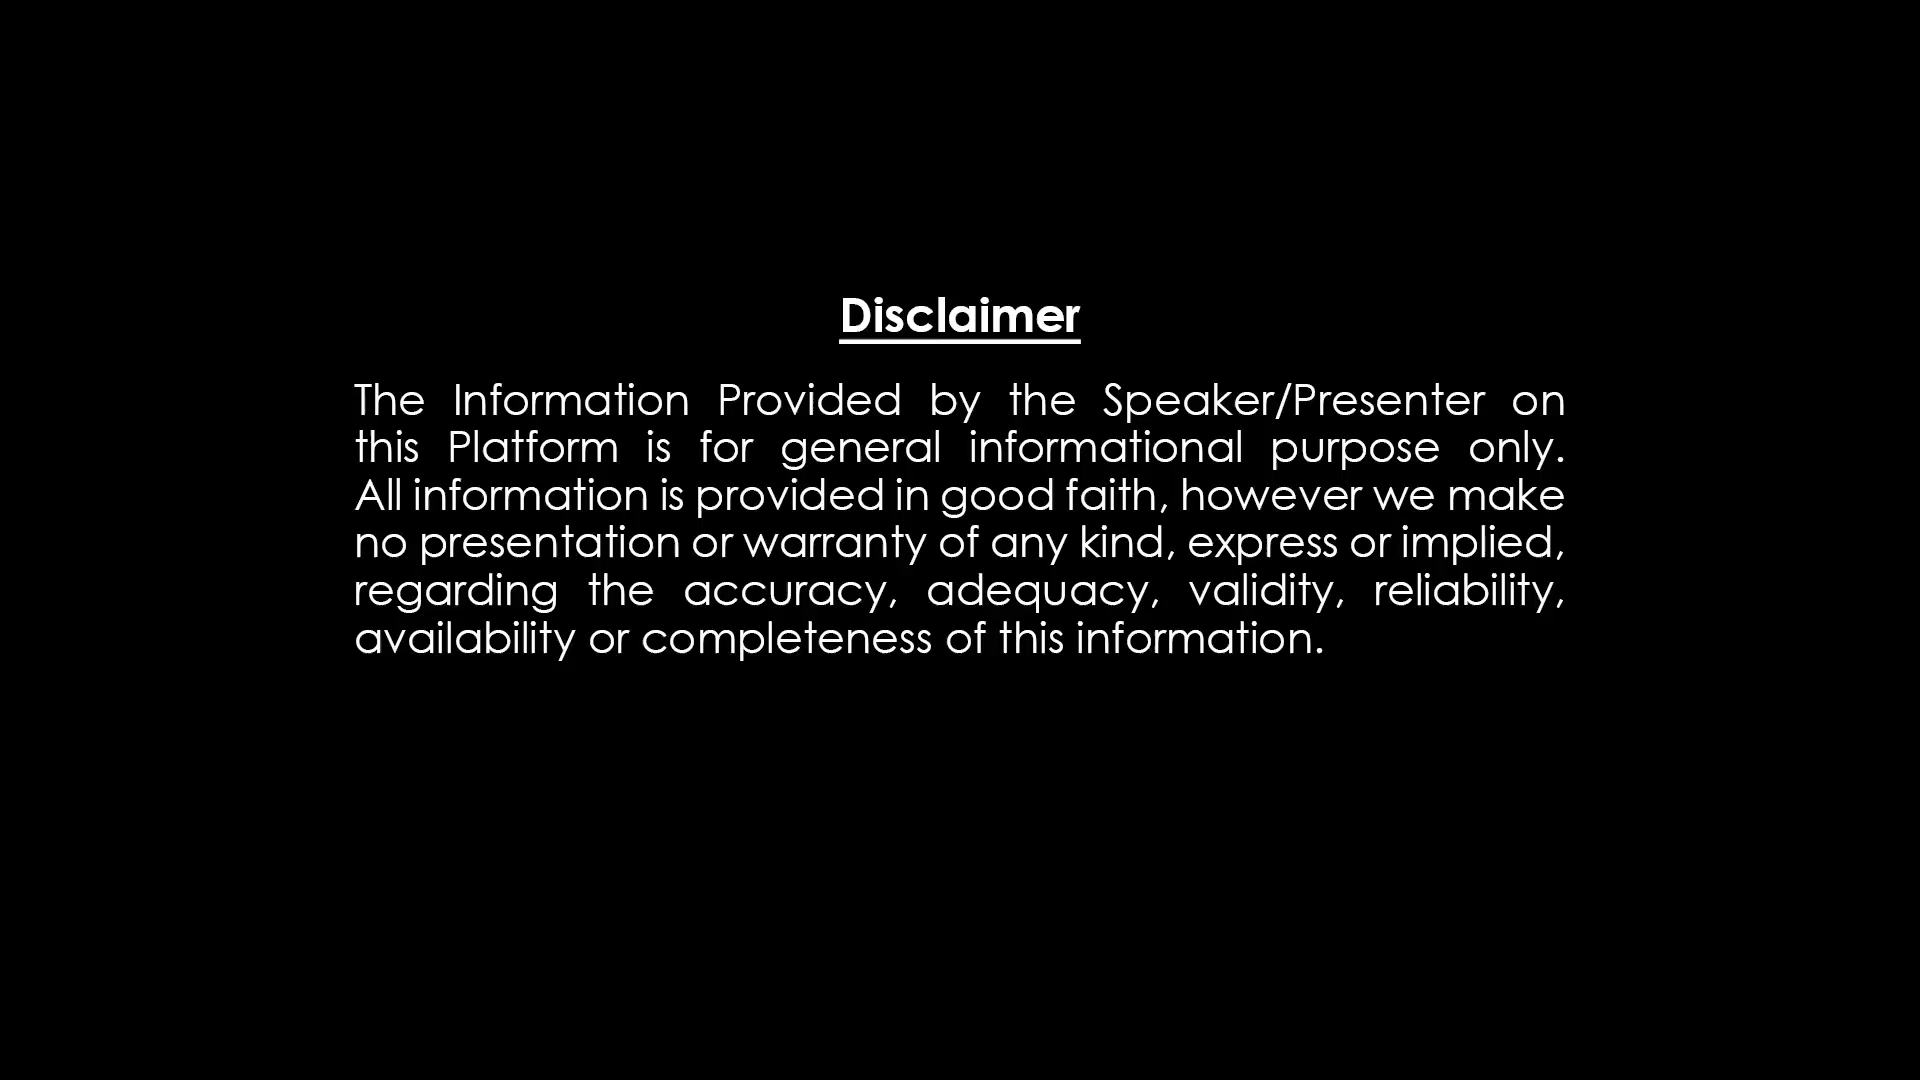 Disclaimer
The Information Provided by the Speaker/Presenter on
this Platform is for general informational purpose only.
All information is provided in good faith, however we make
no presentation or warranty of any kind, express or implied,
regarding the accuracy, adequacy, validity, reliability,
availability or completeness of this information.